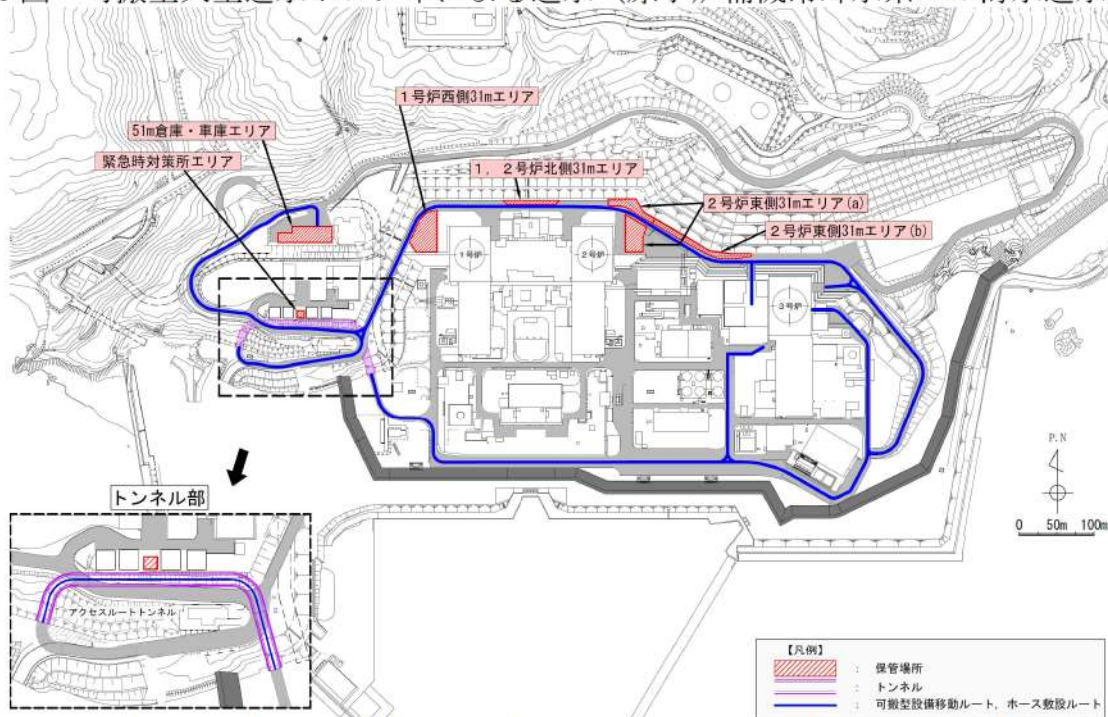 1号炉西側31mエリア
51m倉庫・車庫エリア
緊急時対策所エリア
1，2号炉北側31mエリア
2号炉東側31mエリア(a)
2号炉東側31mエリア(b)
1号炉
2号炉
3号炉
P.N
0 50m 100m
トンネル部
アクセスルートトンネル
【凡例】
： 保管場所
： トンネル
： 可搬型設備移動ルート，ホース敷設ルート